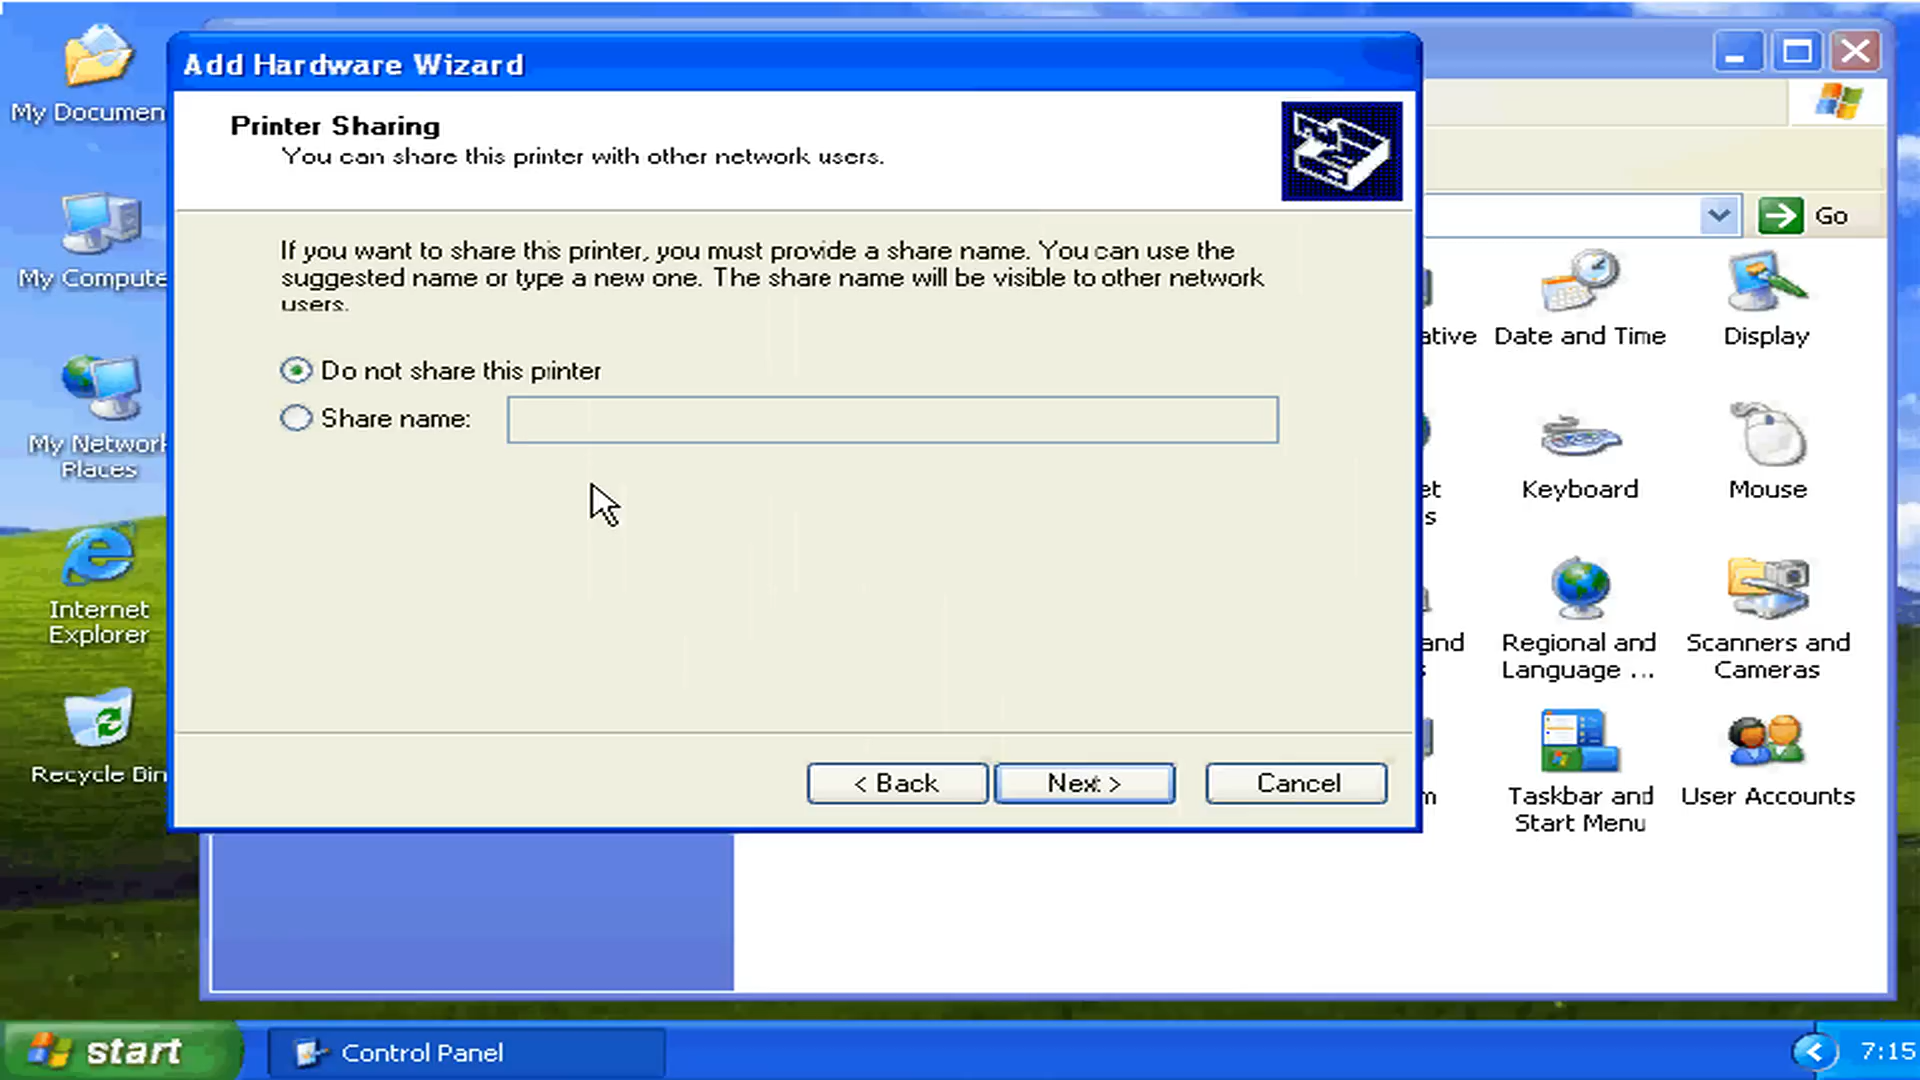 My Documen
My Compute
My Network
Places
Internet
Explorer
Recycle Bin
Add Hardware Wizard
Printer Sharing
You can share this printer with other network users.
If you want to share this printer, you must provide a share name. You can use the
suggested name or type a new one. The share name will be visible to other network
users.
Do not share this printer
Share name:
< Back
Next >
Cancel
Go
ative
Date and Time
Display
et
s
Keyboard
Mouse
and
Regional and
Language ...
Scanners and
Cameras
m
Taskbar and
Start Menu
User Accounts
start
Control Panel
7:15